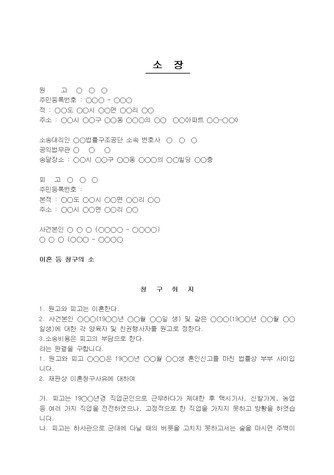 소 장
원 고 ○ ○ ○
주민등록번호 : ○○○ - ○○○
적 : ○○도 ○○시 ○○면 ○○리 ○○
주소 : ○○시 ○○구 ○○동 ○○○의 ○○ ○○아파트 ○○-○○○
소송대리인 ○○법률구조공단 소속 변호사 ○ ○ ○
공익법무관 ○ ○ ○
송달장소 : ○○시 ○○구 ○○동 ○○○의 ○○빌딩 ○○층
피 고 ○ ○ ○
주민등록번호 :
본적 : ○○도 ○○시 ○○면 ○○리 ○○
주소 : ○○시 ○○면 ○○리 ○○
사건본인 ○ ○ ○ (○○○○ - ○○○○)
○ ○ ○ (○○○ - ○○○○)
이혼 등 청구의 소
청 구 취 지
1. 원고와 피고는 이혼한다.
2. 사건본인 ○○○(19○○년 ○○월 ○○일 생) 및 같은 ○○○(19○○년 ○○월 ○○
일생)에 대한 각 양육자 및 친권행사자를 원고로 정한다.
3.소송비용은 피고의 부담으로 한다.
라는 판결을 구합니다.
1. 원고와 피고 ○○○은 19○○년 ○○월 ○○생 혼인신고를 마친 법률상 부부 사이입
니다.
2. 재판상 이혼청구사유에 대하여
가. 피고는 19○○년경 직업군인으로 근무하다가 제대한 후 택시기사, 신발가게, 농업
등 여러 가지 직업을 전전하였으나, 고정적으로 한 직업을 가지지 못하고 방황을 하였습
니다.
나. 피고는 하사관으로 군대에 다닐 때의 버릇을 고치지 못하고서는 술을 마시면 주벽이